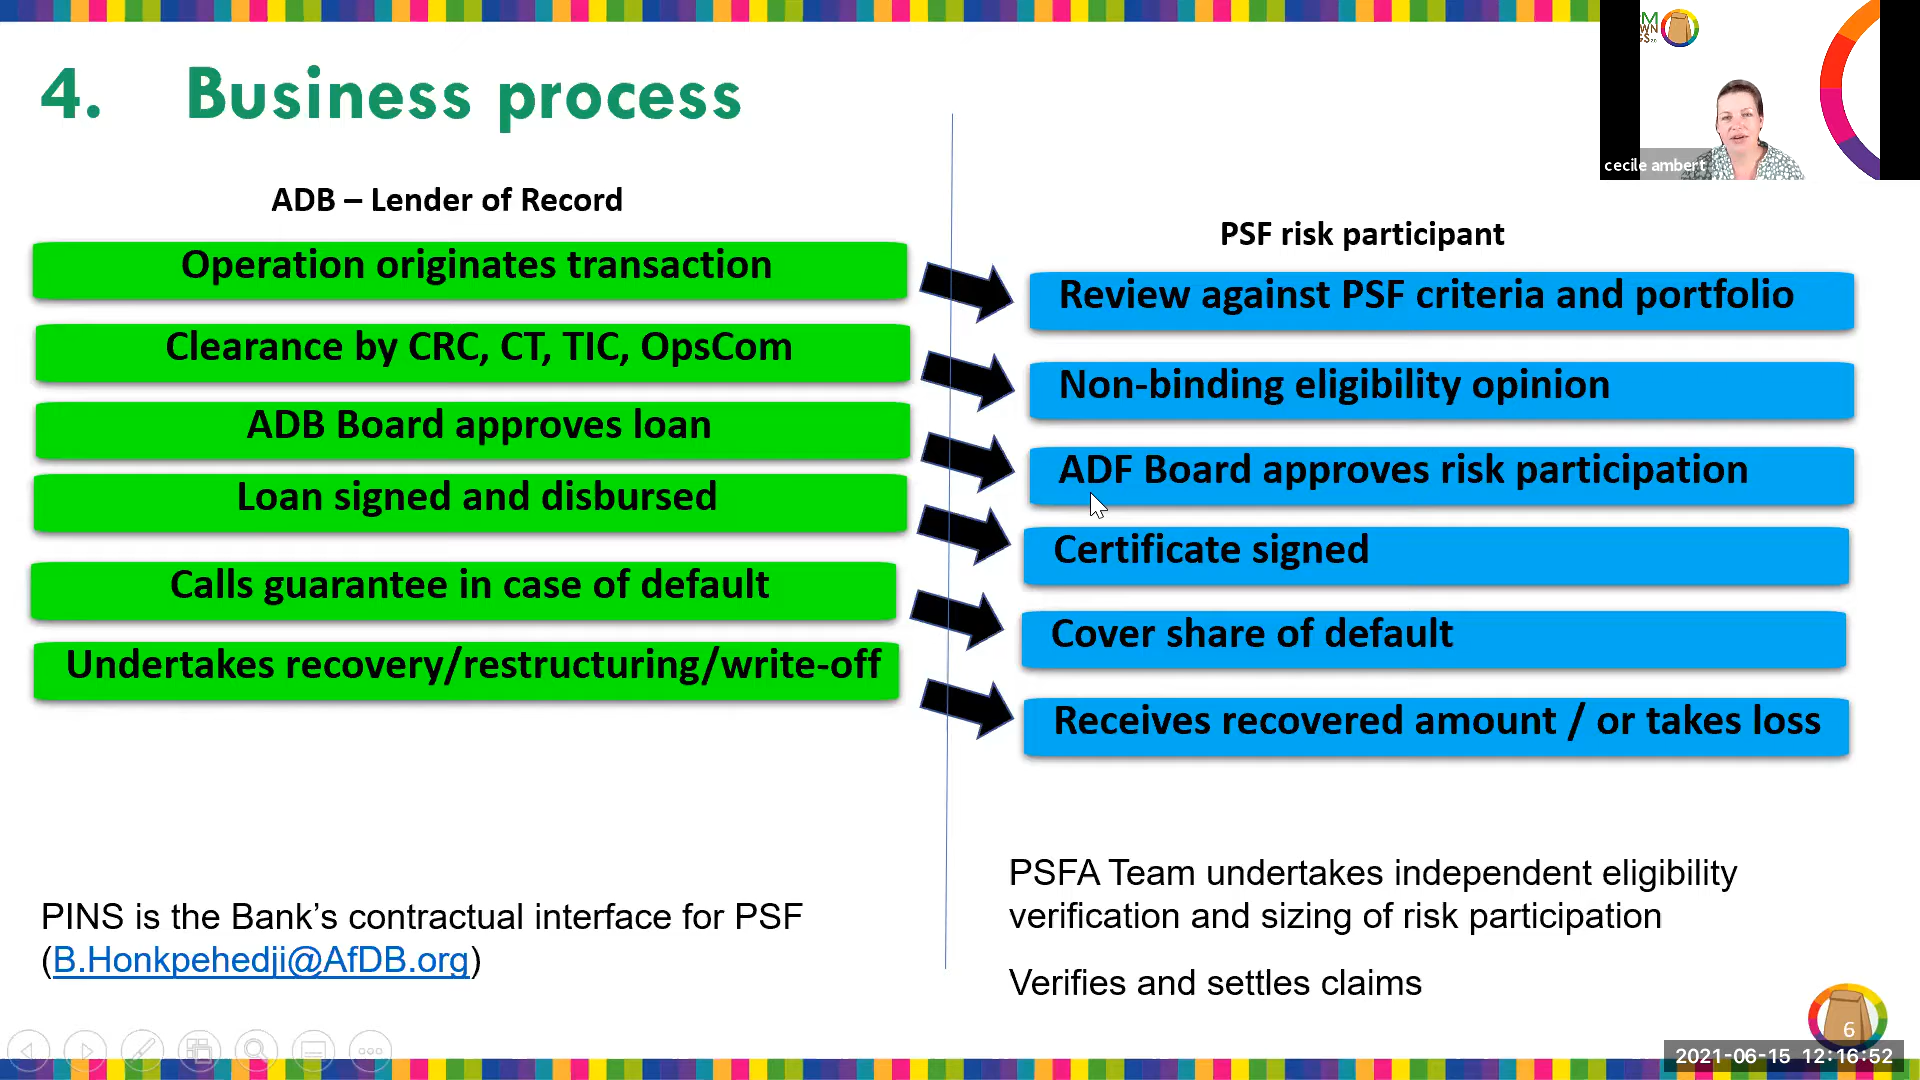 4. Business process
ADB – Lender of Record
Operation originates transaction
Clearance by CRC, CT, TIC, OpsCom
ADB Board approves loan
Loan signed and disbursed
Calls guarantee in case of default
Undertakes recovery/restructuring/write-off
PINS is the Bank’s contractual interface for PSF
(B.Honkpehedji@AfDB.org)
PSF risk participant
Review against PSF criteria and portfolio
Non-binding eligibility opinion
ADF Board approves risk participation
Certificate signed
Cover share of default
Receives recovered amount / or takes loss
PSFA Team undertakes independent eligibility
verification and sizing of risk participation
Verifies and settles claims
cecile ambert
6
2021-06-15 12:16:52